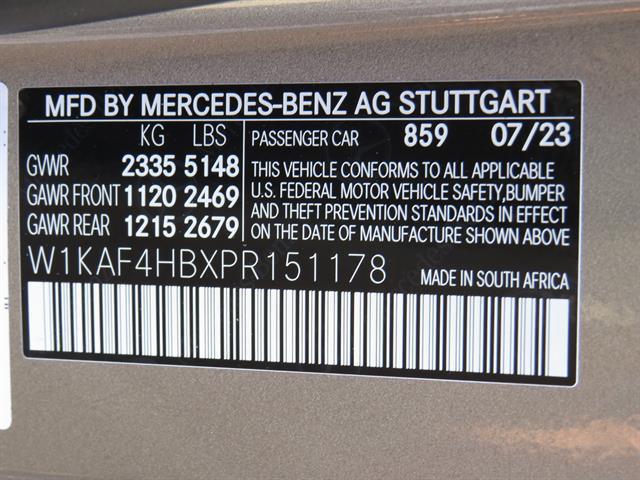 MFD BY MERCEDES-BENZ AG STUTTGART
KG LBS PASSENGER CAR 859 07/23
GVWR 2335 5148
GAWR FRONT 1120 2469
GAWR REAR 1215 2679
THIS VEHICLE CONFORMS TO ALL APPLICABLE
U.S. FEDERAL MOTOR VEHICLE SAFETY,BUMPER
AND THEFT PREVENTION STANDARDS IN EFFECT
ON THE DATE OF MANUFACTURE SHOWN ABOVE
W1KAF4HBXPR151178 MADE IN SOUTH AFRICA